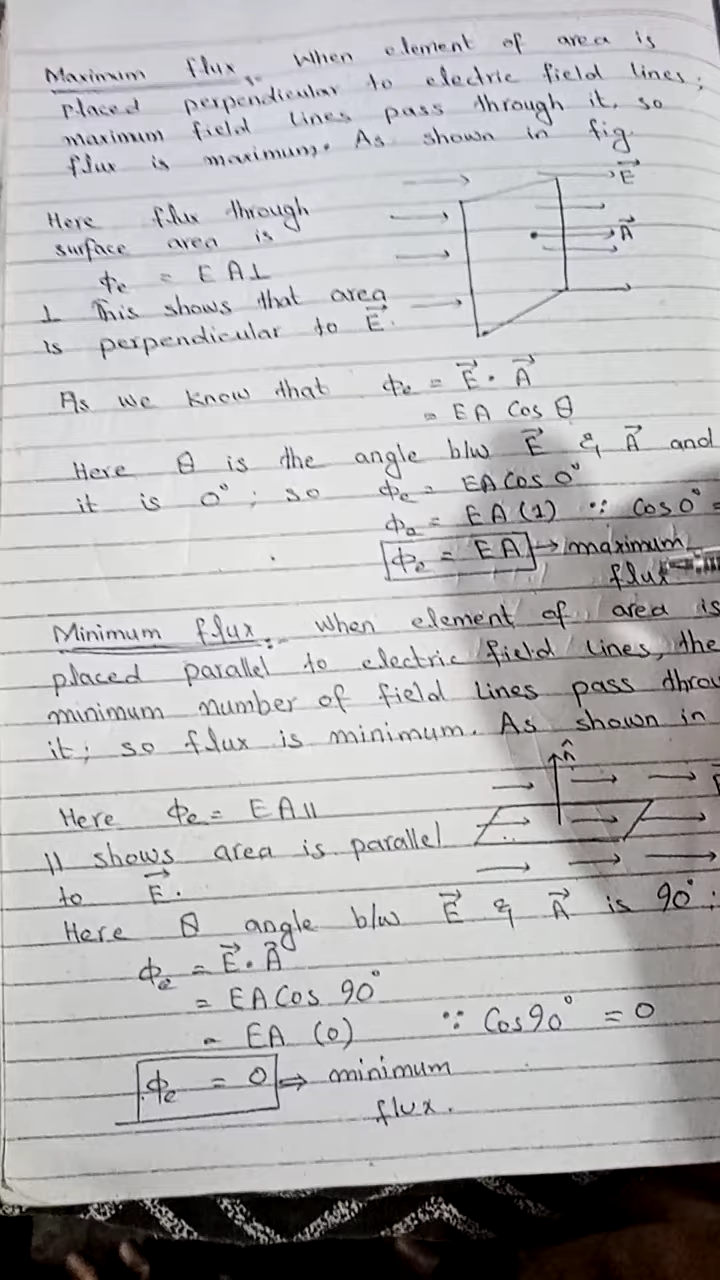 Maximum flux :- When element of area is
placed perpendicular to electric field lines,
maximum field lines pass through it, so
flux is maximum. As shown in fig
Here flux through
surface area is
Φe = EA⊥
⊥ This shows that area
is perpendicular to E⃗.
E⃗
A⃗
As we know that Φe = E⃗ . A⃗
= EA Cos θ
Here θ is the angle b/w E⃗ & A⃗ and
it is 0°; so Φe = EA Cos 0°
Φe = EA (1) ∵ Cos 0° =
Φe = EA → maximum
flux
Minimum flux :- When element of area is
placed parallel to electric field lines, the
minimum number of field lines pass throu
it; so flux is minimum. As shown in
n̂
Here Φe = EA||
|| shows area is parallel
to E⃗.
Here θ angle b/w E⃗ & A⃗ is 90°;
Φe = E⃗ . A⃗
= EA Cos 90°
= EA (0) ∵ Cos 90° = 0
Φe = 0 → minimum
flux.